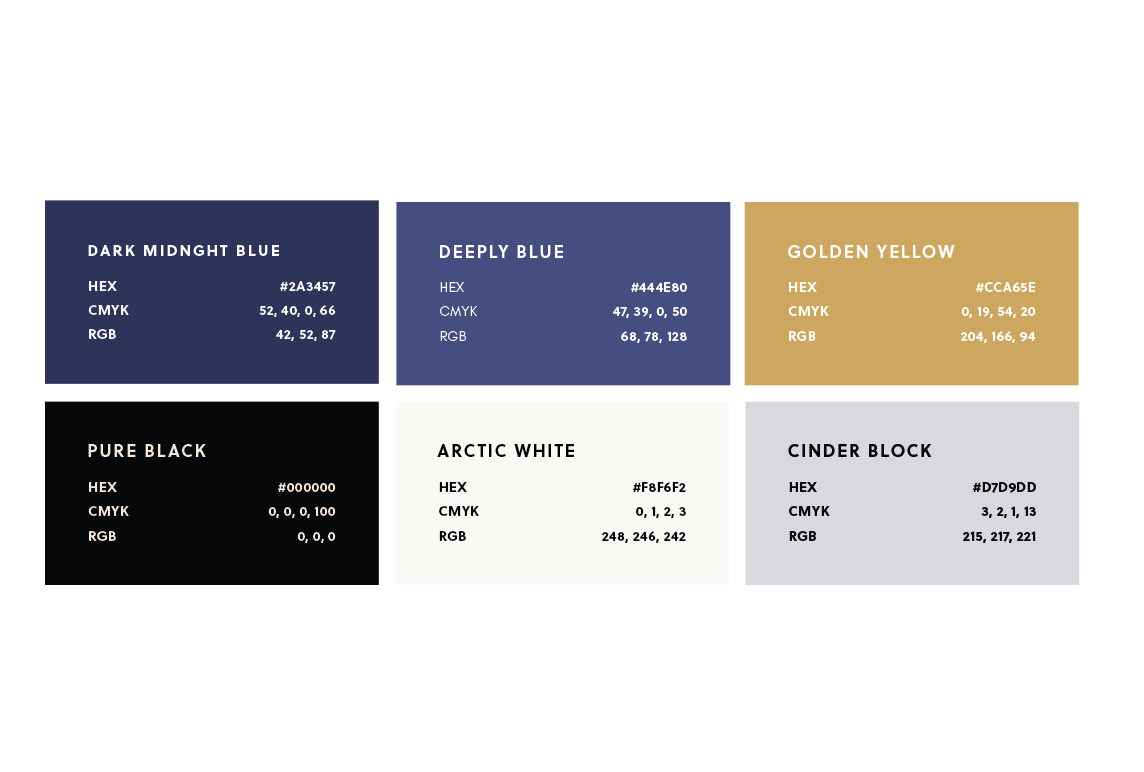 DARK MIDNGHT BLUE
HEX #2A3457
CMYK 52, 40, 0, 66
RGB 42, 52, 87
DEEPLY BLUE
HEX #444E80
CMYK 47, 39, 0, 50
RGB 68, 78, 128
GOLDEN YELLOW
HEX #CCA65E
CMYK 0, 19, 54, 20
RGB 204, 166, 94
PURE BLACK
HEX #000000
CMYK 0, 0, 0, 100
RGB 0, 0, 0
ARCTIC WHITE
HEX #F8F6F2
CMYK 0, 1, 2, 3
RGB 248, 246, 242
CINDER BLOCK
HEX #D7D9DD
CMYK 3, 2, 1, 13
RGB 215, 217, 221